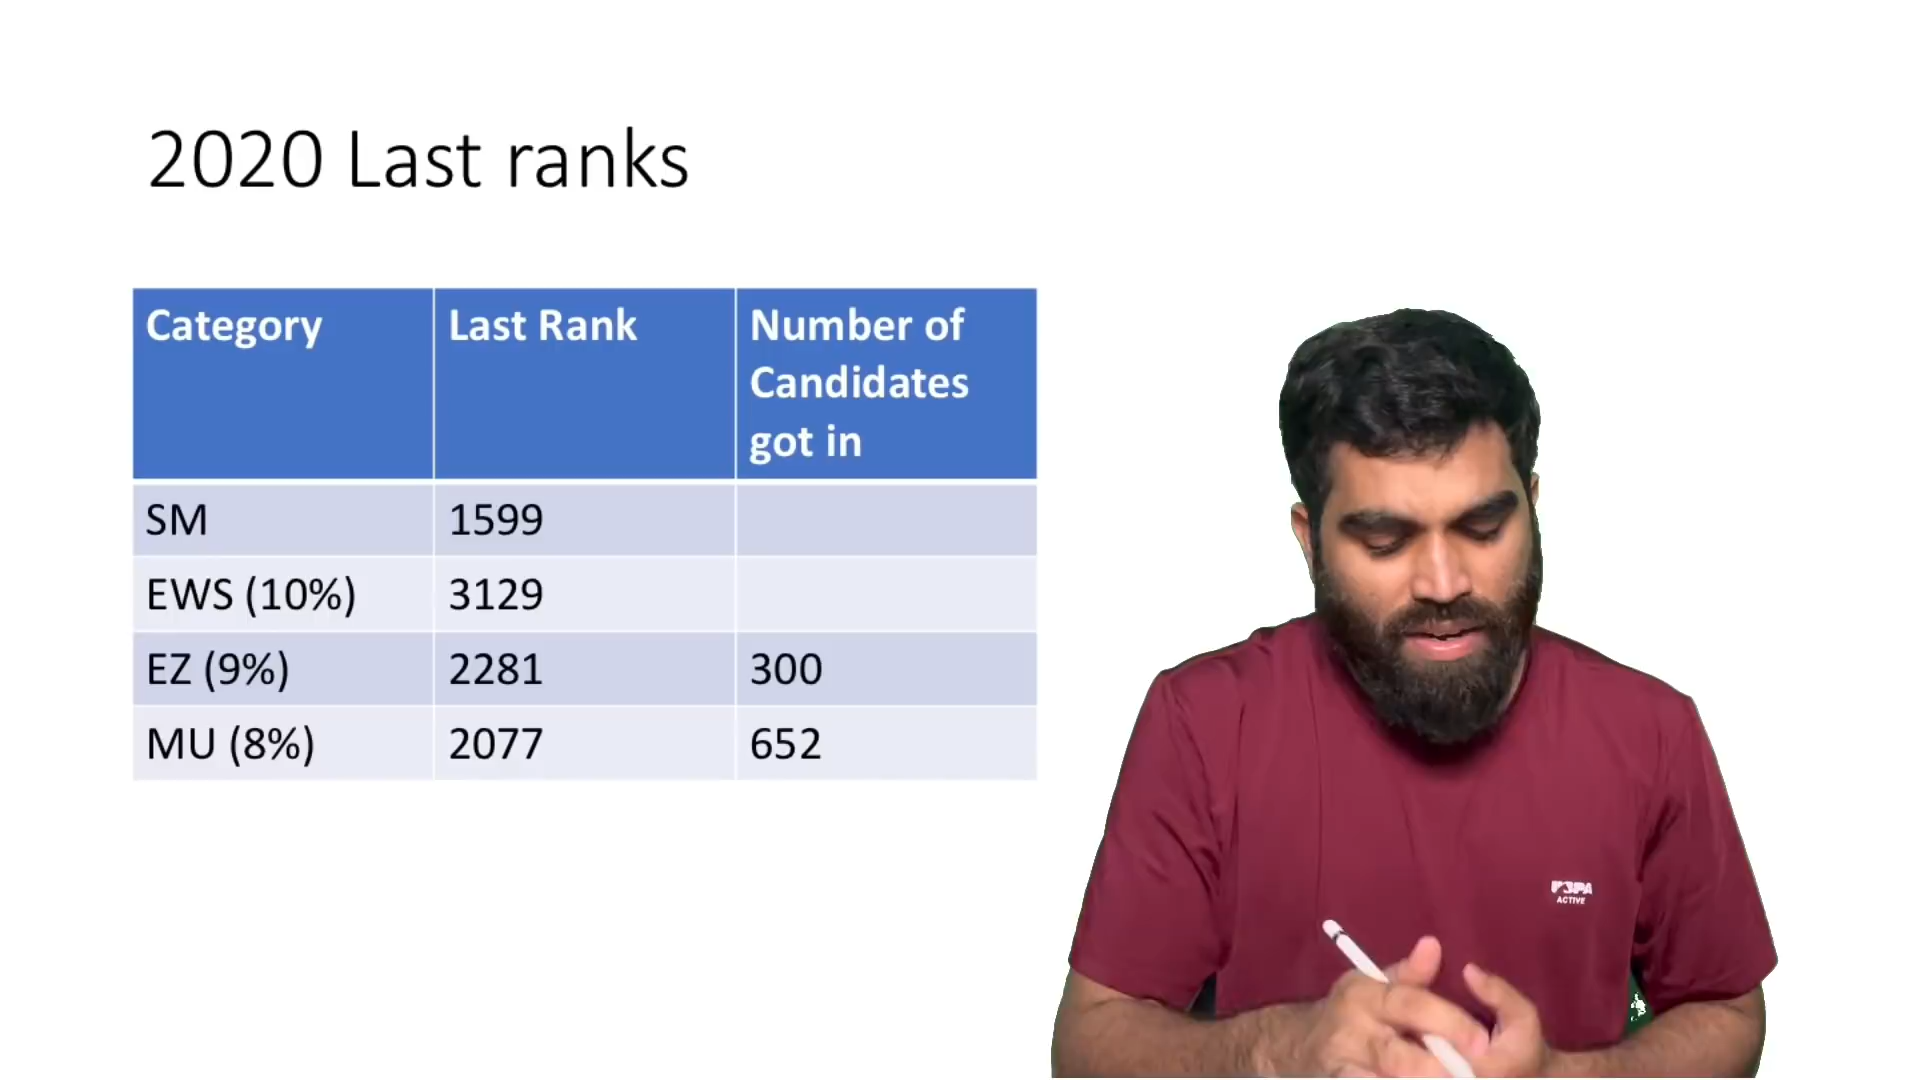 2020 Last ranks
Category Last Rank Number of
Candidates
got in
SM 1599
EWS (10%) 3129
EZ (9%) 2281 300
MU (8%) 2077 652
ACTIVE